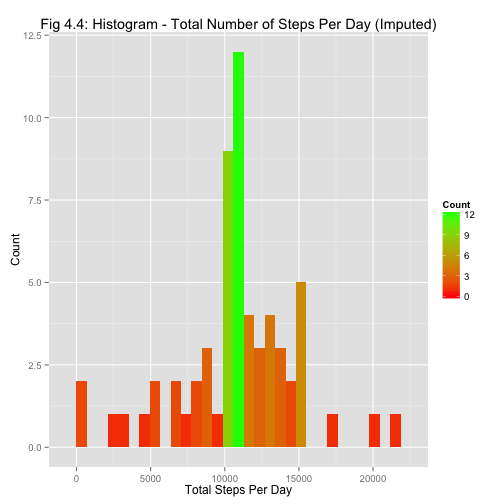 Fig 4.4: Histogram - Total Number of Steps Per Day (Imputed)
12.5
10.0
7.5
5.0
2.5
0.0
Count
0 5000 10000 15000 20000
Total Steps Per Day
Count
12
9
6
3
0